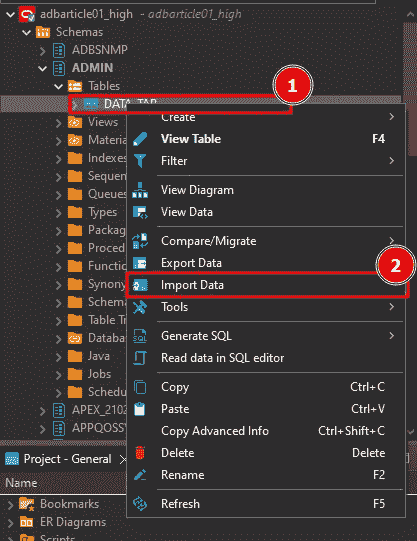 adbarticle01_high - adbarticle01_high
Schemas
ADBSNMP
ADMIN
Tables
DATA_TAB
1
Views
Create
Materia
View Table F4
Indexes
Filter
Sequen
Queues
View Diagram
Types
View Data
Packag
Proced
Compare/Migrate
Functio
Export Data
2
Synony
Import Data
Schema
Tools
Table Tr
Databas
Generate SQL
Java
Read data in SQL editor
Jobs
Schedu
Copy Ctrl+C
APEX_2102
Paste Ctrl+V
APPQOSSY
Copy Advanced Info Ctrl+Shift+C
Project - General
Delete Delete
Name
Rename F2
Bookmarks
Refresh F5
ER Diagrams
Scripts